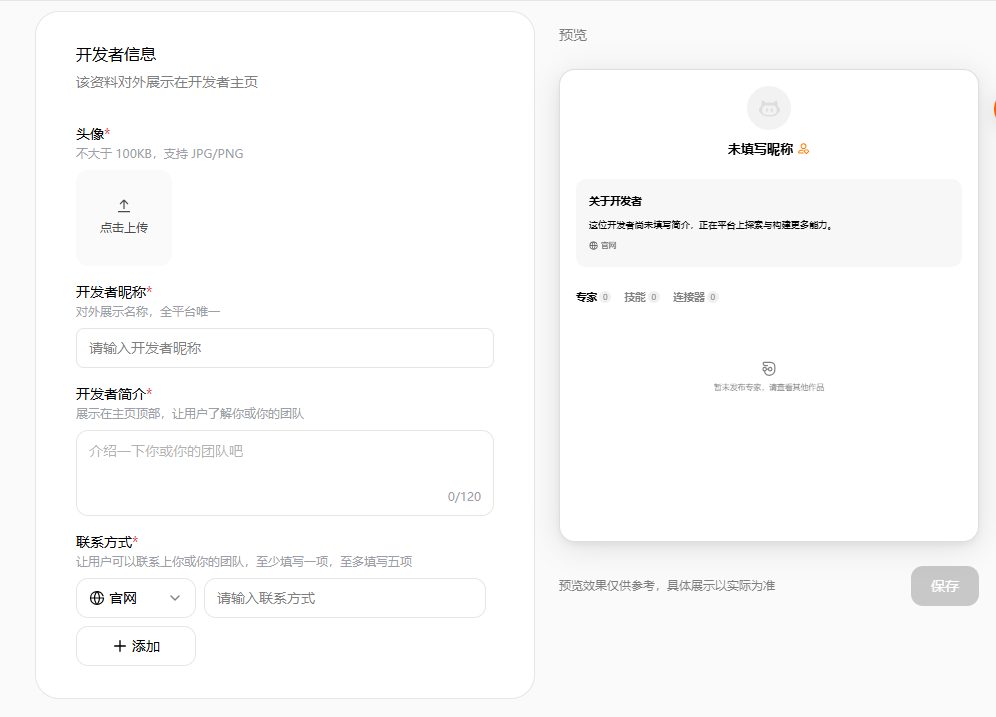 开发者信息
该资料对外展示在开发者主页
头像*
不大于 100KB，支持 JPG/PNG
点击上传
开发者昵称*
对外展示名称，全平台唯一
请输入开发者昵称
开发者简介*
展示在主页顶部，让用户了解你或你的团队
介绍一下你或你的团队吧
0/120
联系方式*
让用户可以联系上你或你的团队，至少填写一项，至多填写五项
官网
请输入联系方式
添加
预览
未填写昵称
关于开发者
这位开发者尚未填写简介，正在平台上探索与构建更多能力。
官网
专家 0 技能 0 连接器 0
暂未发布专家，请查看其他作品
预览效果仅供参考，具体展示以实际为准
保存